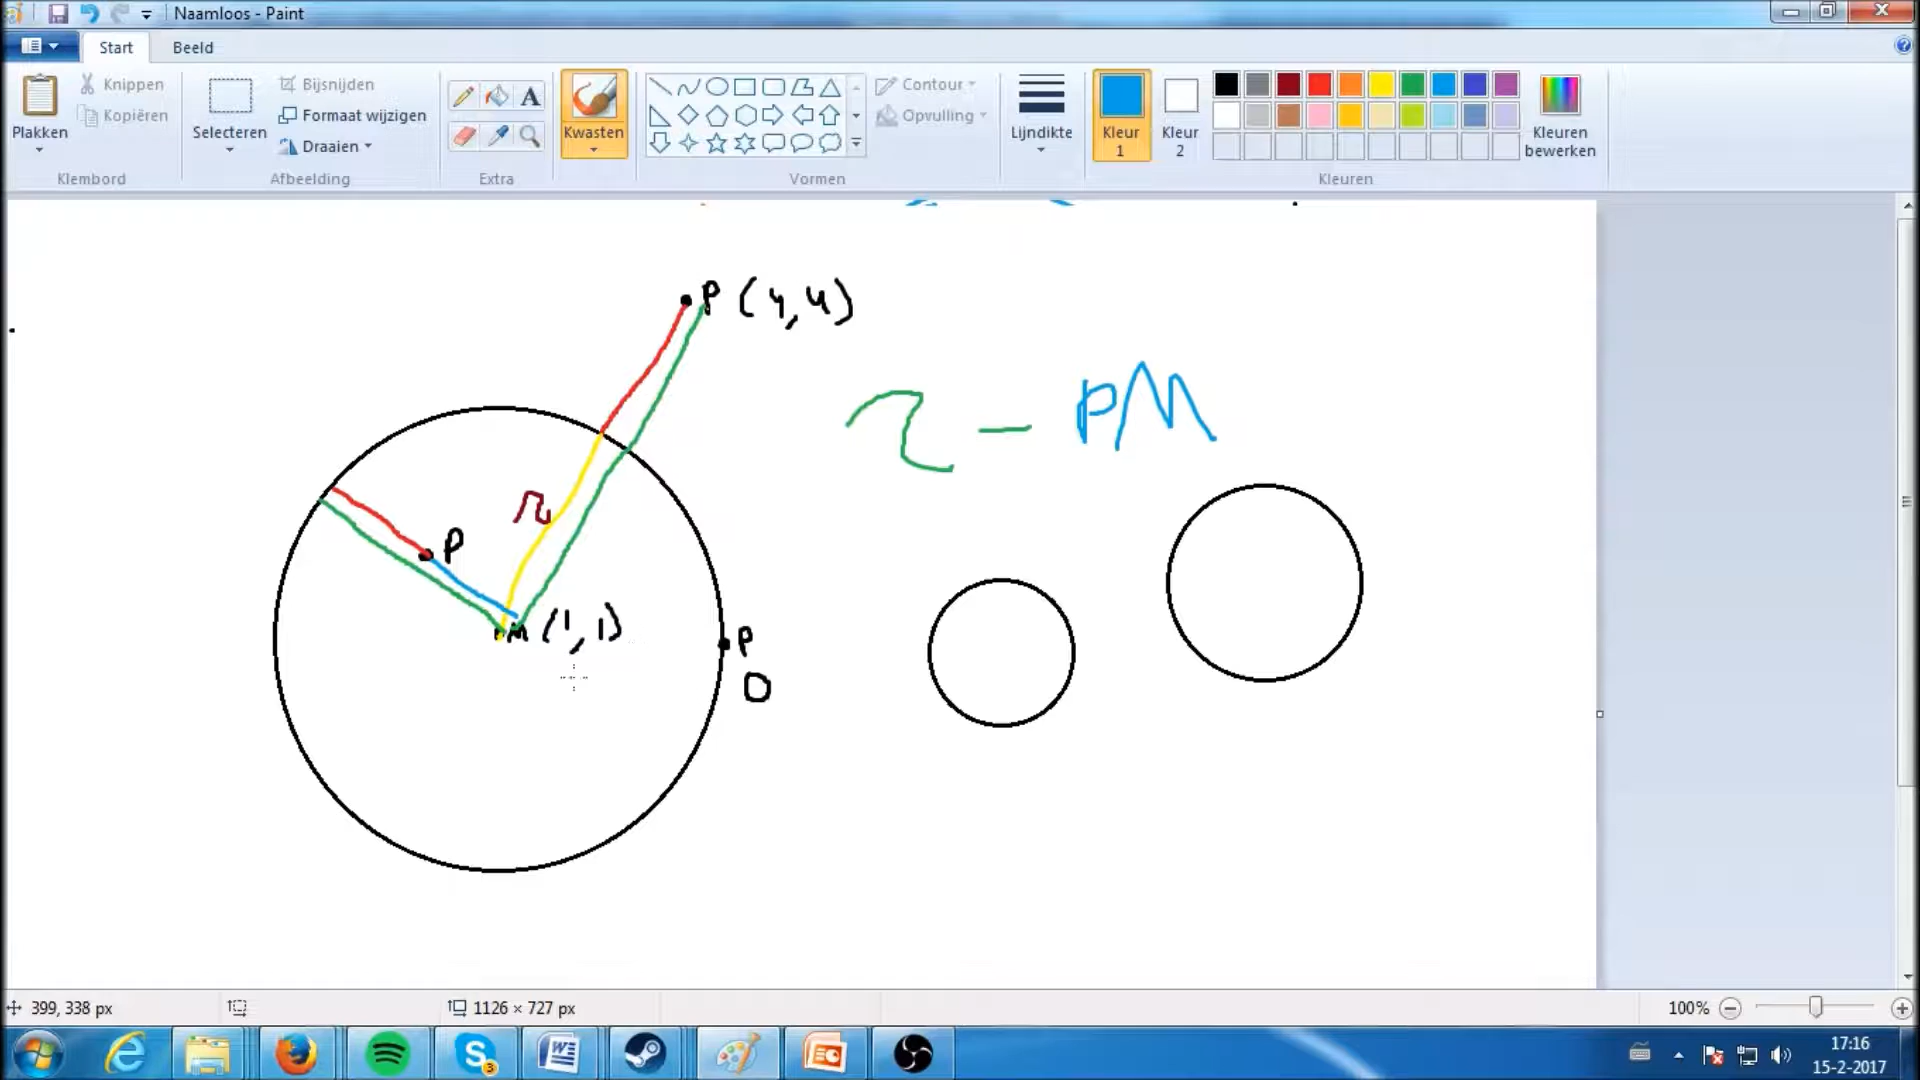 Naamloos - Paint
Start Beeld
Plakken
Knippen
Kopiëren
Klembord
Selecteren
Bijsnijden
Formaat wijzigen
Draaien
Afbeelding
A
Extra
Kwasten
Contour
Opvulling
Vormen
Lijndikte
Kleur 1
Kleur 2
Kleuren bewerken
Kleuren
P (4,4)
r - PM
r
P
M (1,1)
P
0
399, 338 px
1126 × 727 px
100%
17:16
15-2-2017